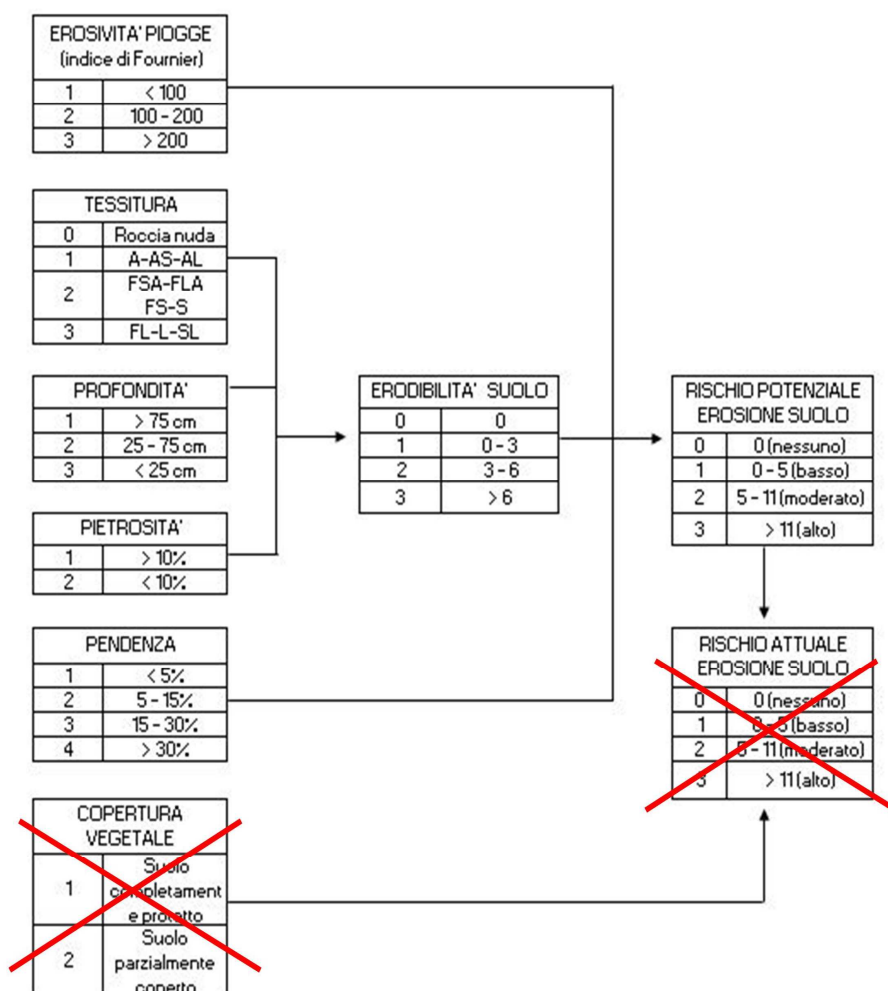 EROSIVITA' PIOGGE
(indice di Fournier)
1 < 100
2 100 - 200
3 > 200
TESSITURA
0 Roccia nuda
1 A-AS-AL
2 FSA-FLA
FS-S
3 FL-L-SL
PROFONDITA'
1 > 75 cm
2 25 - 75 cm
3 < 25 cm
PIETROSITA'
1 > 10%
2 < 10%
PENDENZA
1 < 5%
2 5 - 15%
3 15 - 30%
4 > 30%
COPERTURA
VEGETALE
1 Suolo
completament
e protetto
2 Suolo
parzialmente
coperto
ERODIBILITA' SUOLO
0 0
1 0 - 3
2 3 - 6
3 > 6
RISCHIO POTENZIALE
EROSIONE SUOLO
0 0 (nessuno)
1 0 - 5 (basso)
2 5 - 11 (moderato)
3 > 11 (alto)
RISCHIO ATTUALE
EROSIONE SUOLO
0 0 (nessuno)
1 0 - 5 (basso)
2 5 - 11 (moderato)
3 > 11 (alto)